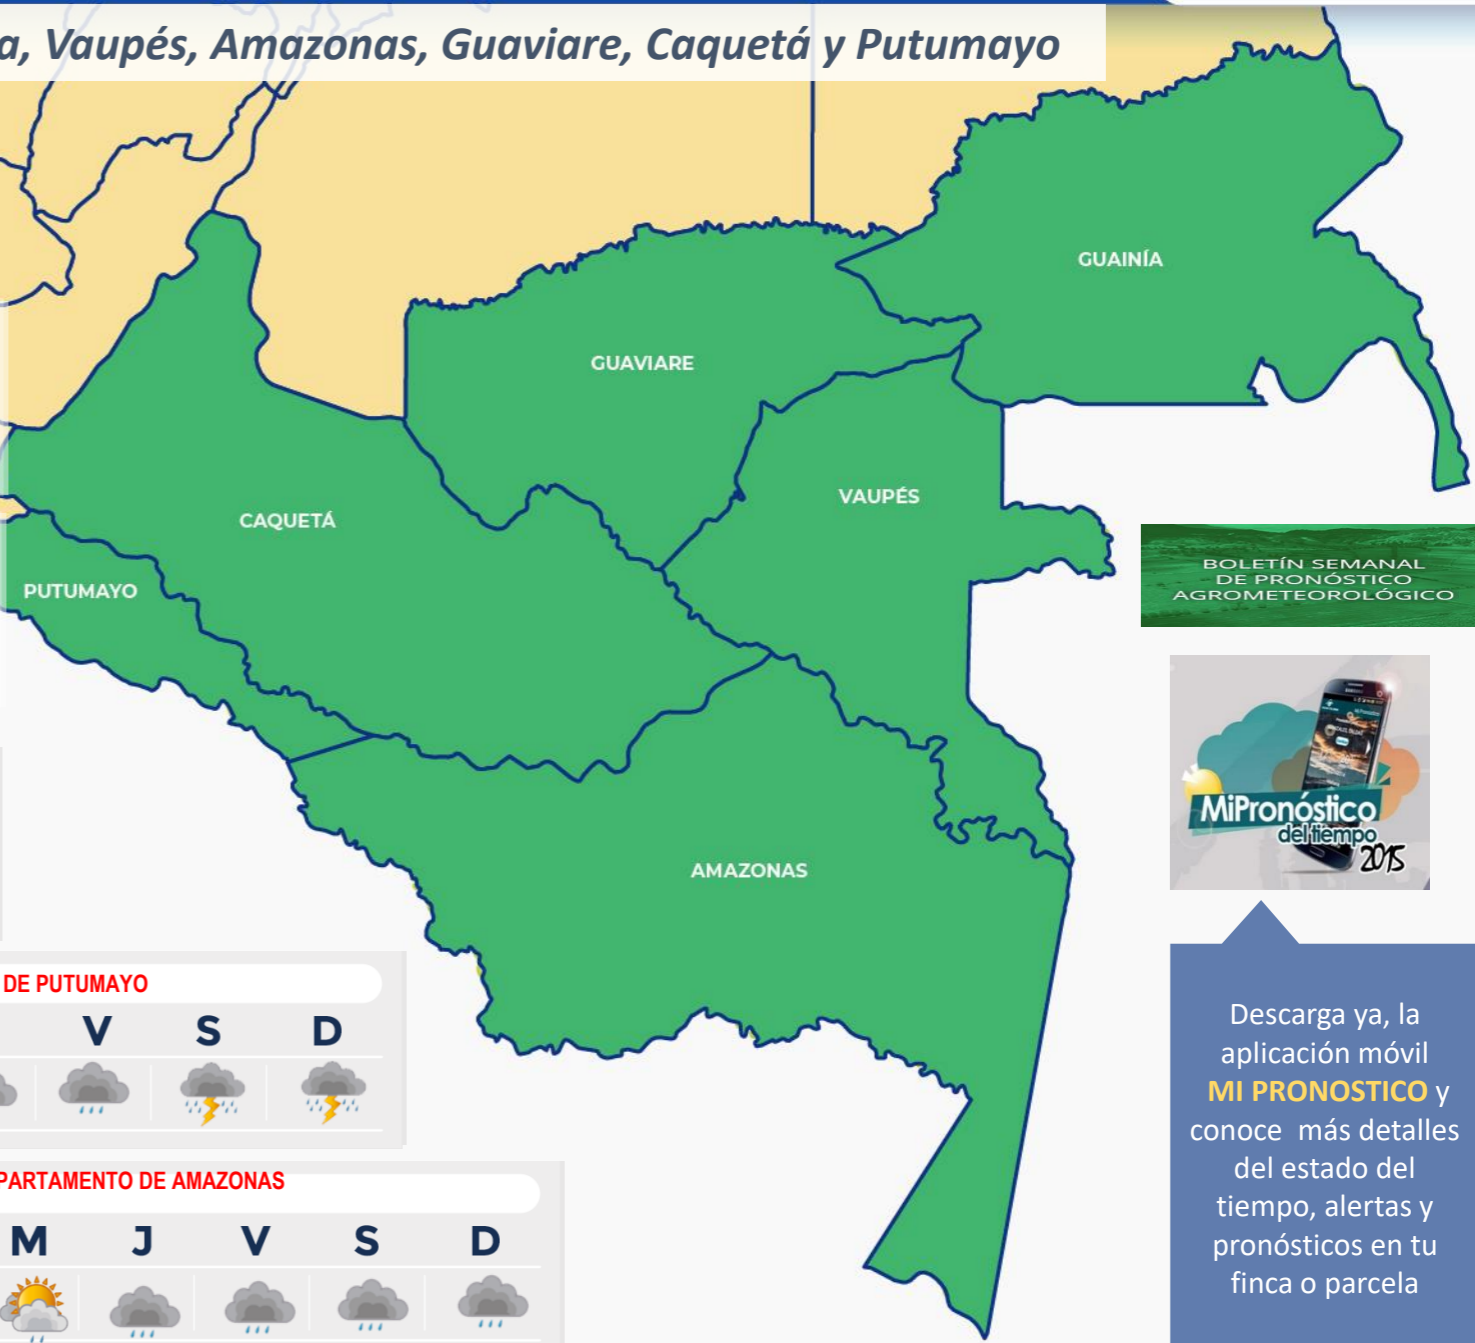 a, Vaupés, Amazonas, Guaviare, Caquetá y Putumayo
GUAINÍA
GUAVIARE
VAUPÉS
CAQUETÁ
PUTUMAYO
AMAZONAS
BOLETÍN SEMANAL
DE PRONÓSTICO
AGROMETEOROLÓGICO
SAMSUNG
MiPronóstico
del tiempo
2015
Descarga ya, la
aplicación móvil
MI PRONOSTICO y
conoce más detalles
del estado del
tiempo, alertas y
pronósticos en tu
finca o parcela
DE PUTUMAYO
V S D
PARTAMENTO DE AMAZONAS
M J V S D